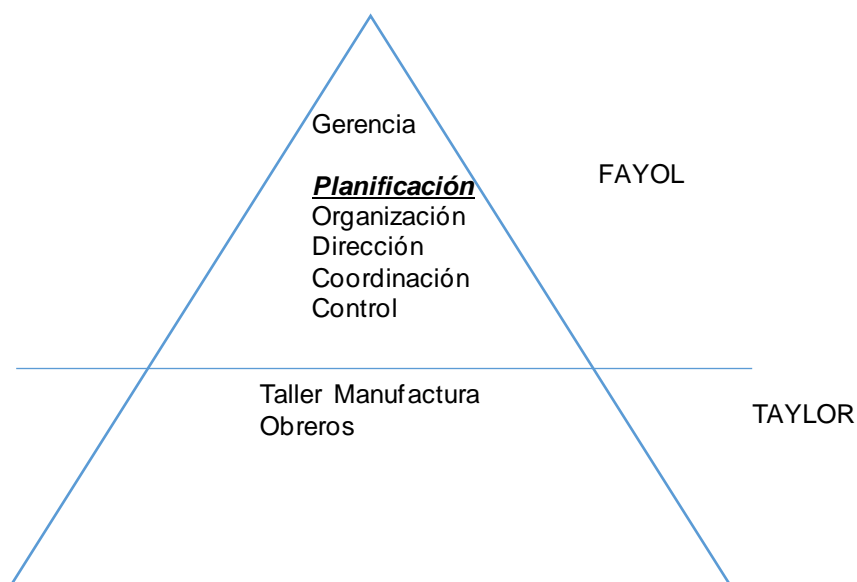 Gerencia
FAYOL
Planificación
Organización
Dirección
Coordinación
Control
Taller Manufactura
Obreros
TAYLOR